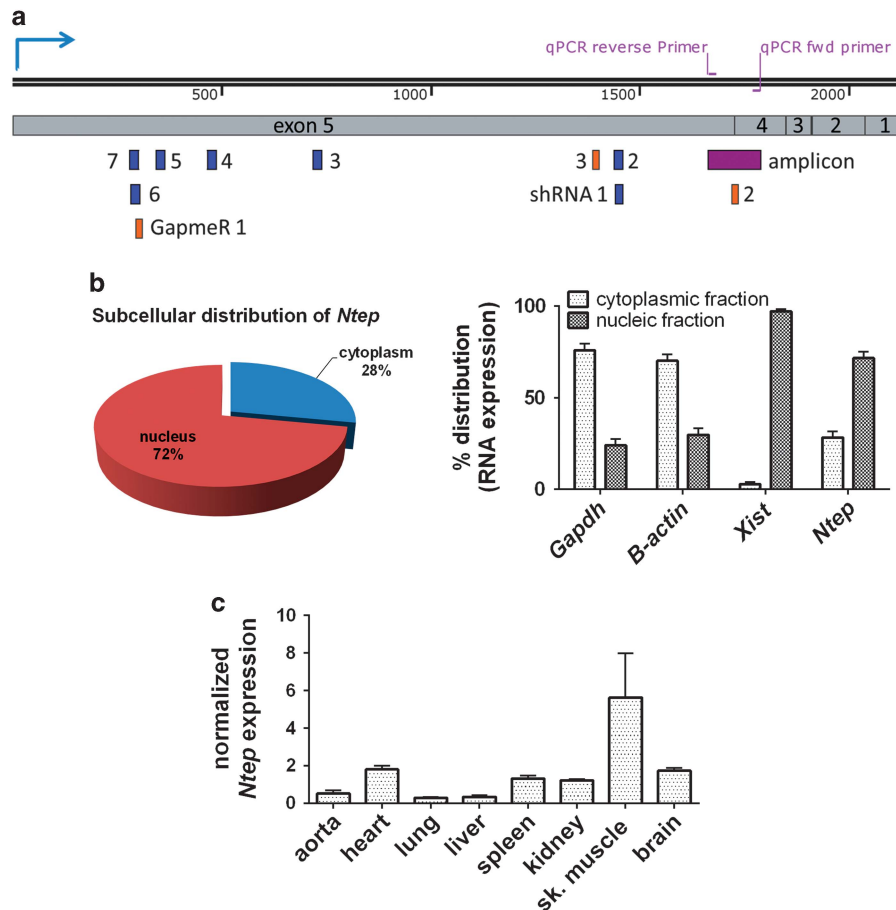 a
qPCR reverse Primer
qPCR fwd primer
500 1000 1500 2000
exon 5 4 3 2 1
7 5 4 3 3 2 amplicon
6 shRNA 1 2
GapmeR 1
b
Subcellular distribution of Ntep
cytoplasm
28%
nucleus
72%
100
50
0
% distribution
(RNA expression)
cytoplasmic fraction
nucleic fraction
Gapdh
B-actin
Xist
Ntep
c
10
8
6
4
2
0
normalized
Ntep expression
aorta
heart
lung
liver
spleen
kidney
sk. muscle
brain